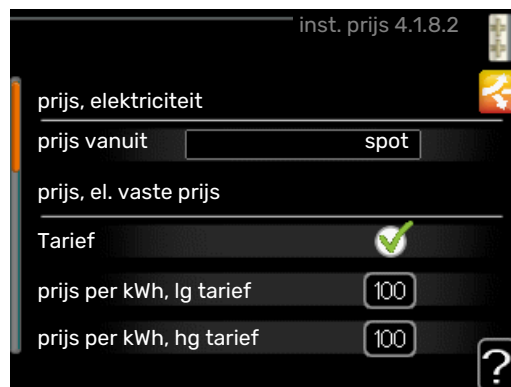 inst. prijs 4.1.8.2
prijs, elektriciteit
prijs vanuit spot
prijs, el. vaste prijs
Tarief
prijs per kWh, lg tarief 100
prijs per kWh, hg tarief 100
?